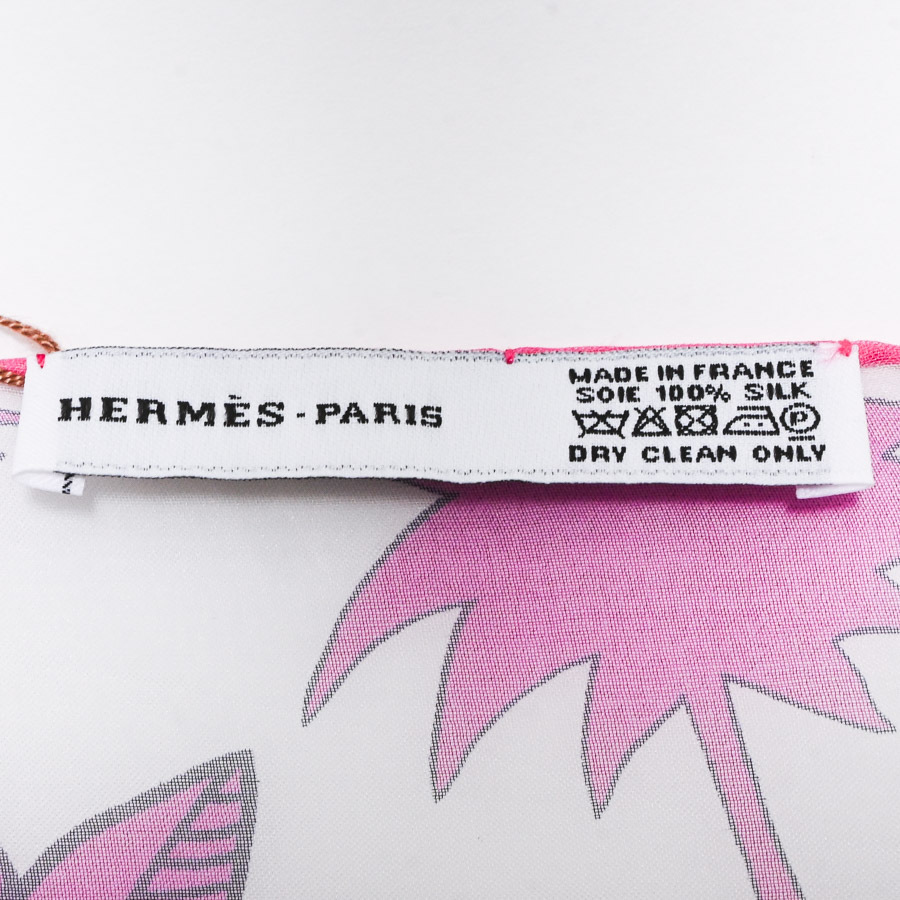 HERMÈS - PARIS
MADE IN FRANCE
SOIE 100% SILK
P
DRY CLEAN ONLY